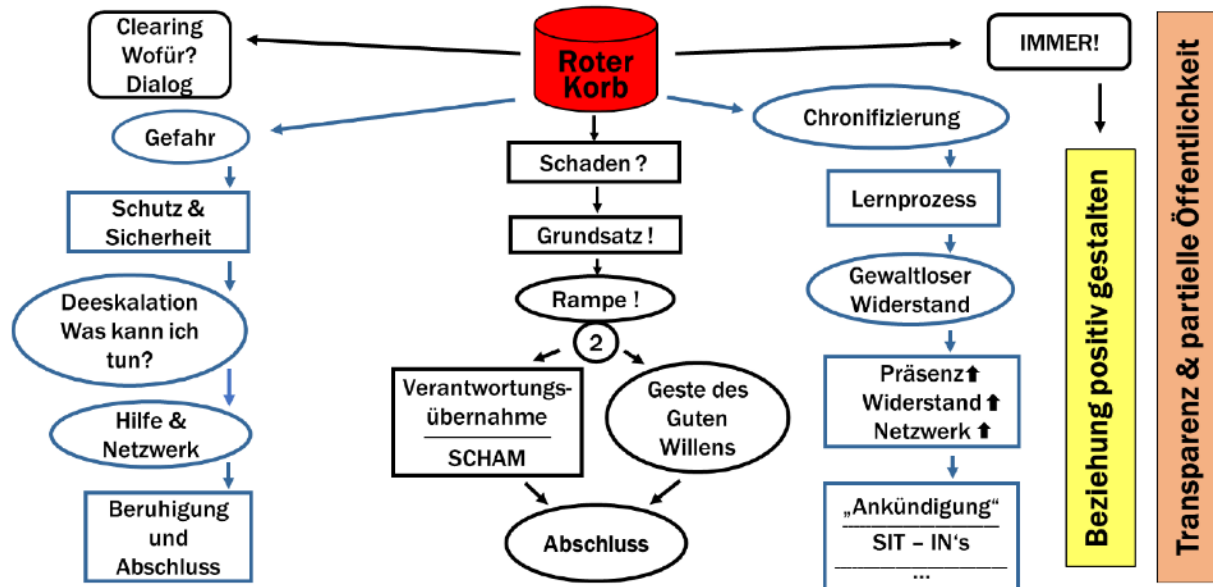 Clearing
Wofür?
Dialog
Roter
Korb
IMMER!
Gefahr
Schutz &
Sicherheit
Deeskalation
Was kann ich
tun?
Hilfe &
Netzwerk
Beruhigung
und
Abschluss
Schaden ?
Grundsatz !
Rampe !
2
Verantwortungs-
übernahme
SCHAM
Geste des
Guten
Willens
Abschluss
Chronifizierung
Lernprozess
Gewaltloser
Widerstand
Präsenz⬆
Widerstand ⬆
Netzwerk ⬆
„Ankündigung“
SIT – IN‘s
...
Beziehung positiv gestalten
Transparenz & partielle Öffentlichkeit